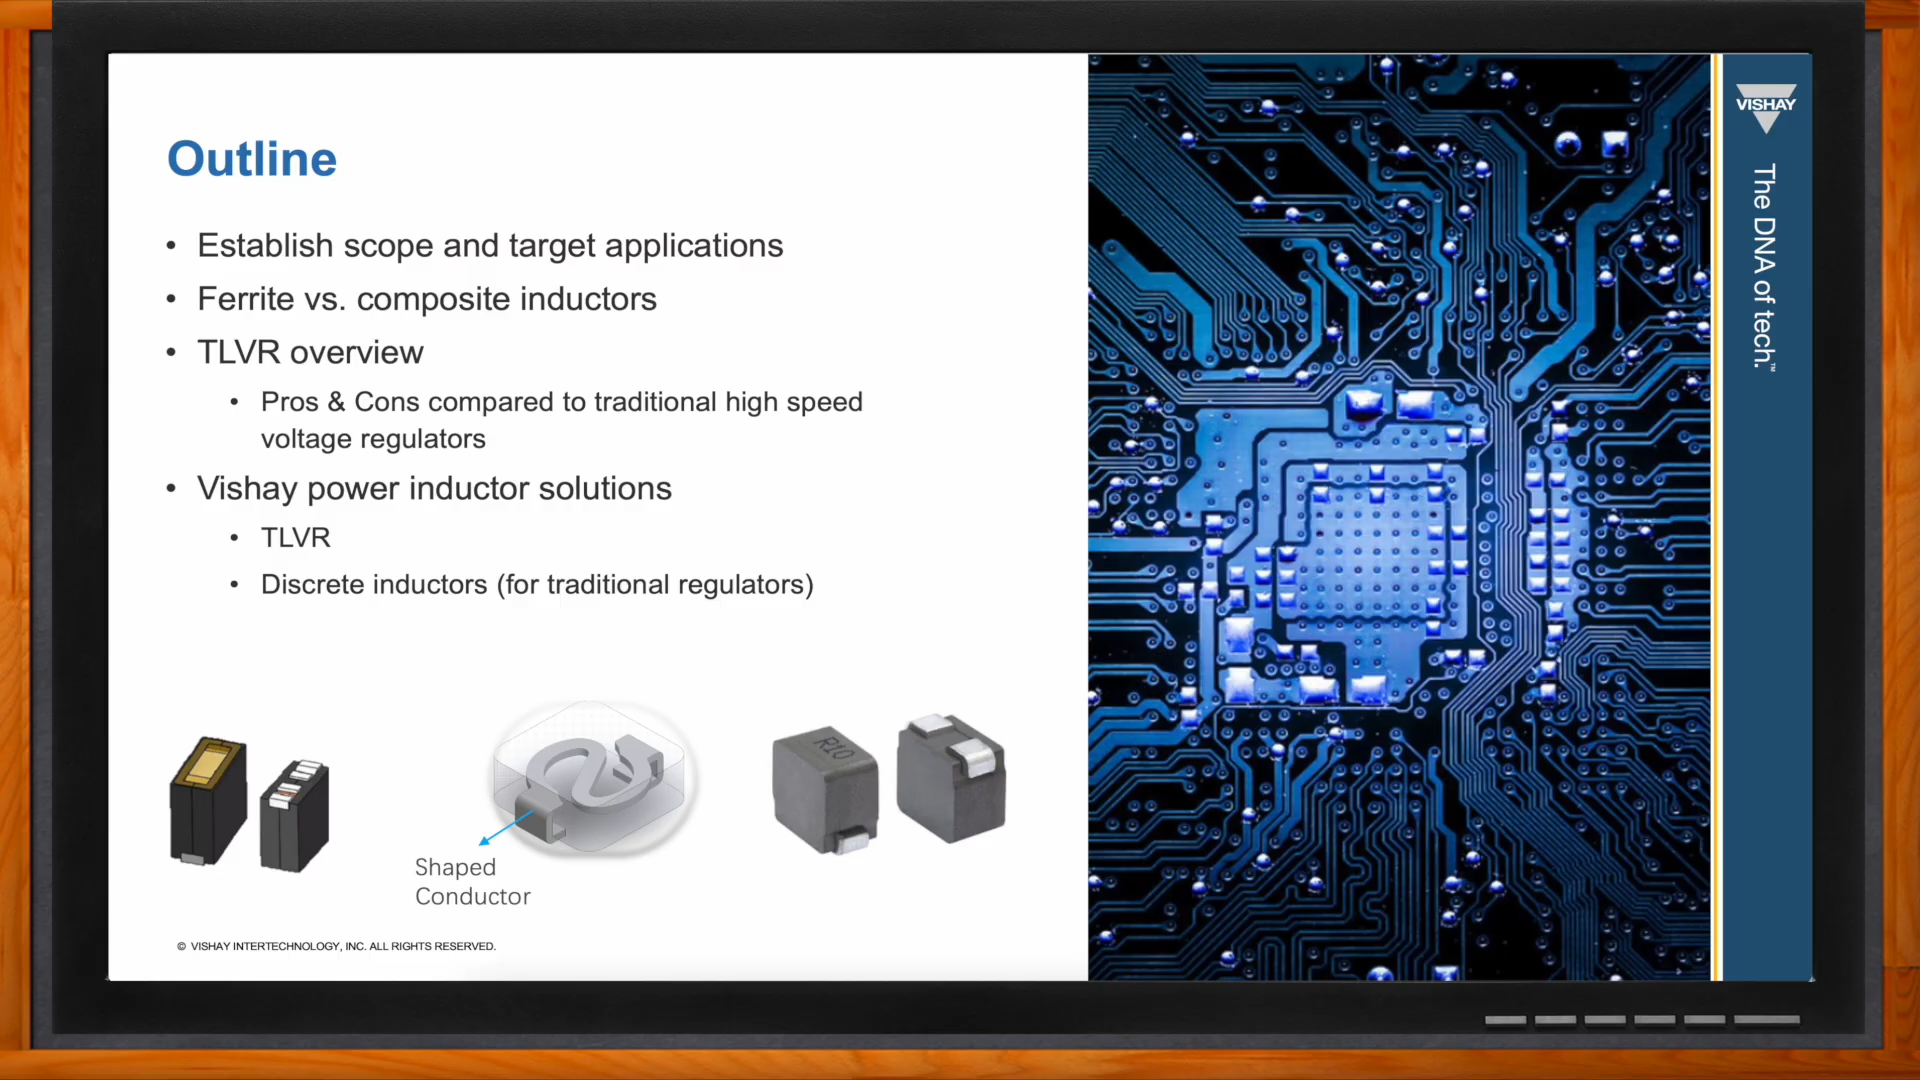 Outline
• Establish scope and target applications
• Ferrite vs. composite inductors
• TLVR overview
• Pros & Cons compared to traditional high speed
voltage regulators
• Vishay power inductor solutions
• TLVR
• Discrete inductors (for traditional regulators)
R10
Shaped
Conductor
© VISHAY INTERTECHNOLOGY, INC. ALL RIGHTS RESERVED.
VISHAY
The DNA of tech.™